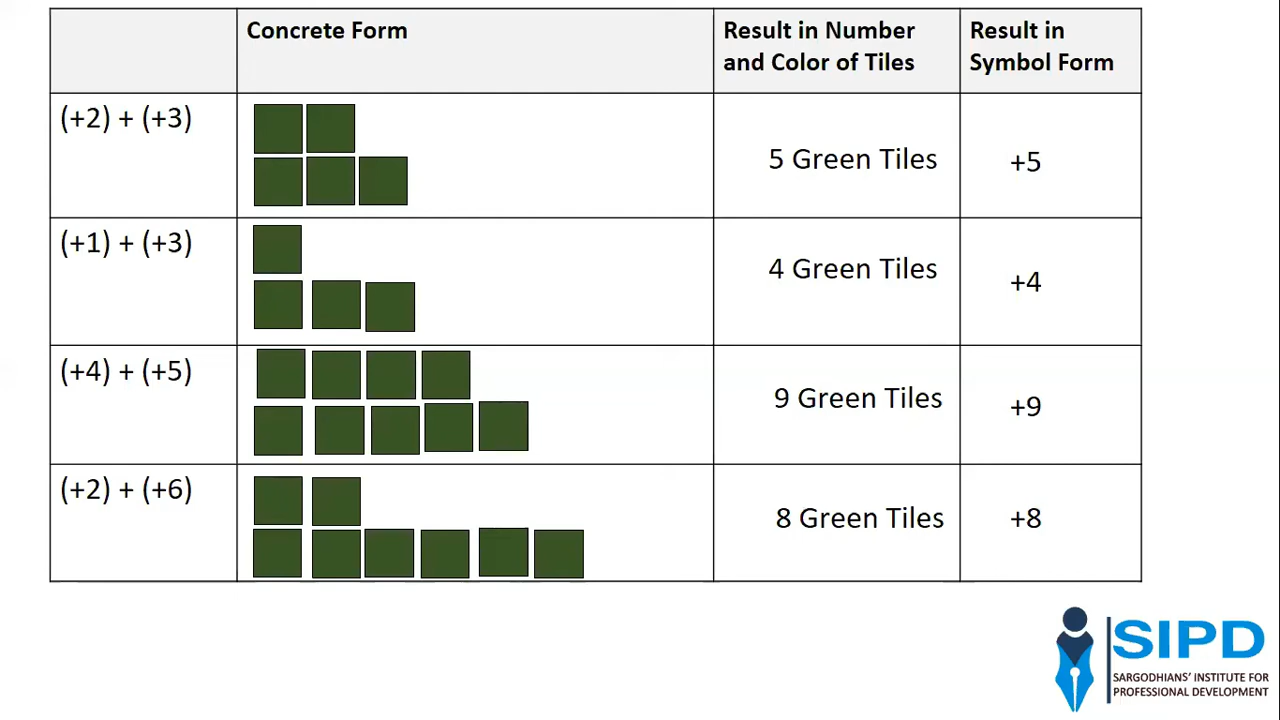 Concrete Form
Result in Number
and Color of Tiles
Result in
Symbol Form
(+2) + (+3)
5 Green Tiles
+5
(+1) + (+3)
4 Green Tiles
+4
(+4) + (+5)
9 Green Tiles
+9
(+2) + (+6)
8 Green Tiles
+8
SIPD
SARGODHIANS' INSTITUTE FOR
PROFESSIONAL DEVELOPMENT